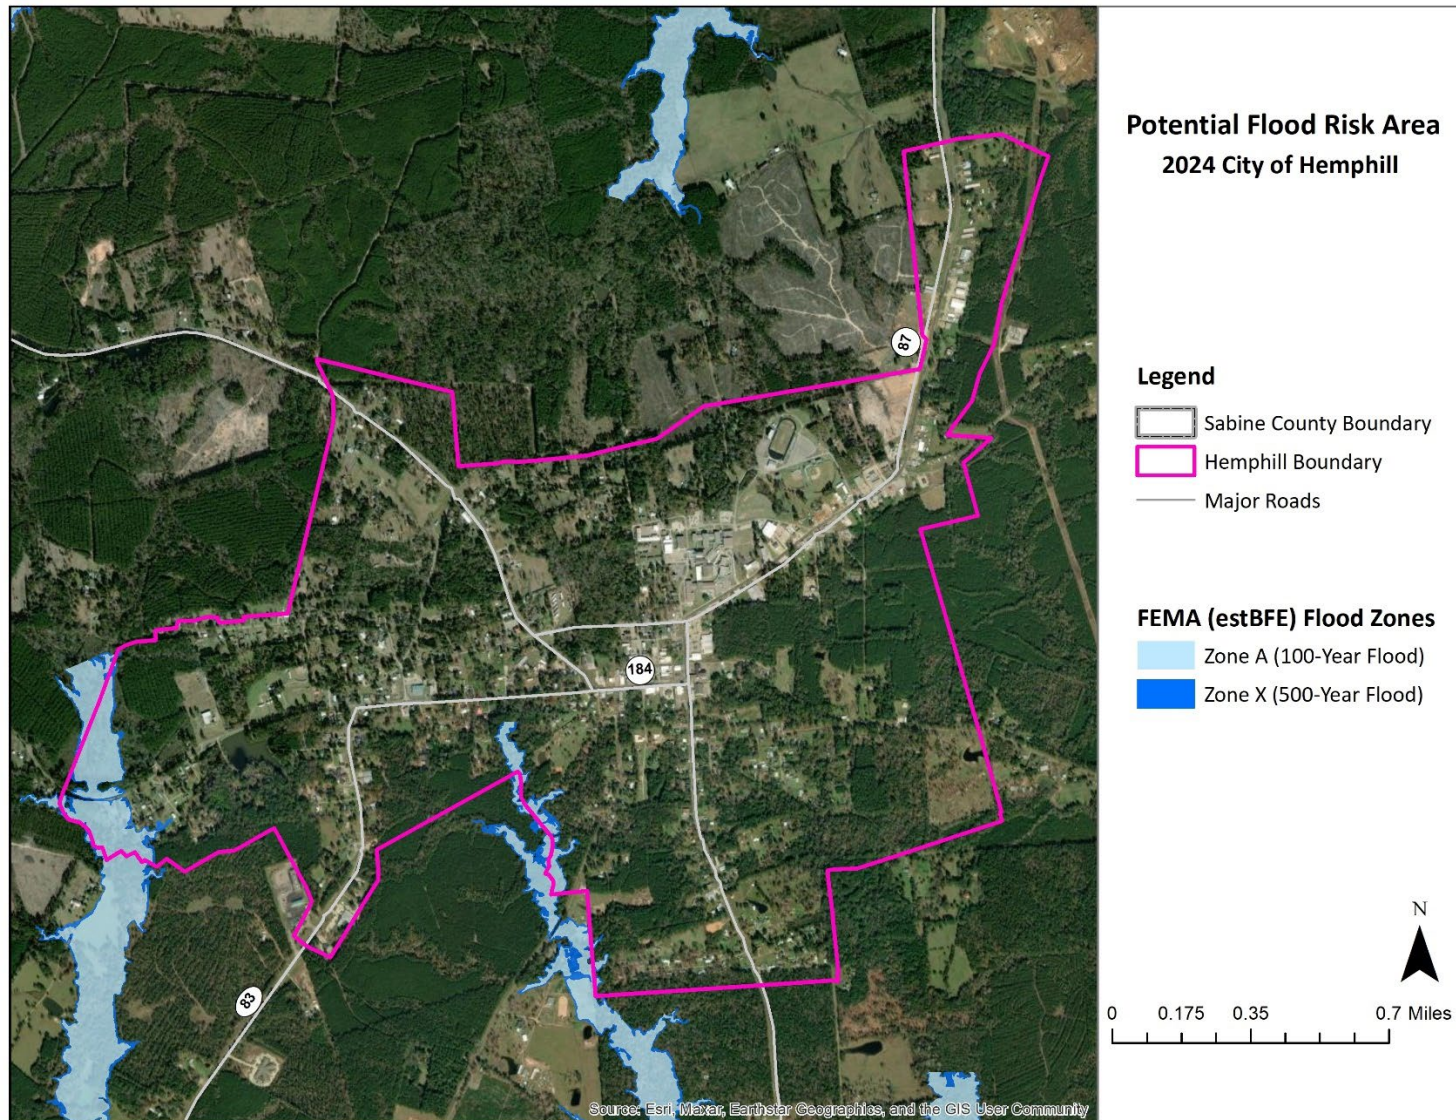 Potential Flood Risk Area
2024 City of Hemphill
Legend
Sabine County Boundary
Hemphill Boundary
Major Roads
FEMA (estBFE) Flood Zones
Zone A (100-Year Flood)
Zone X (500-Year Flood)
87
184
83
N
0 0.175 0.35 0.7 Miles
Source: Esri, Maxar, Earthstar Geographics, and the GIS User Community